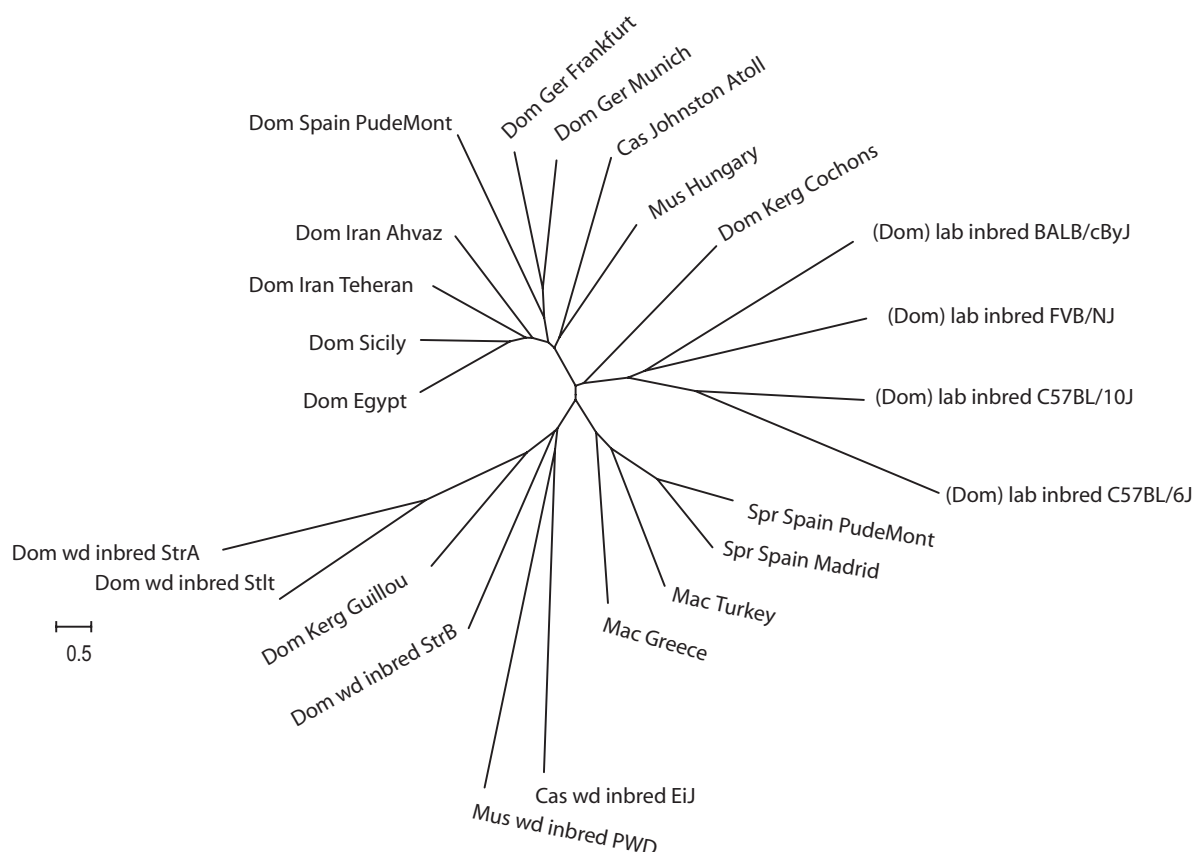 Dom Ger Frankfurt
Dom Ger Munich
Cas Johnston Atoll
Dom Spain PudeMont
Mus Hungary
Dom Kerg Cochons
Dom Iran Ahvaz
(Dom) lab inbred BALB/cByJ
Dom Iran Teheran
(Dom) lab inbred FVB/NJ
Dom Sicily
Dom Egypt
(Dom) lab inbred C57BL/10J
(Dom) lab inbred C57BL/6J
Spr Spain PudeMont
Spr Spain Madrid
Dom wd inbred StrA
Dom wd inbred StIt
Mac Turkey
Dom Kerg Guillou
Mac Greece
0.5
Dom wd inbred StrB
Cas wd inbred EiJ
Mus wd inbred PWD